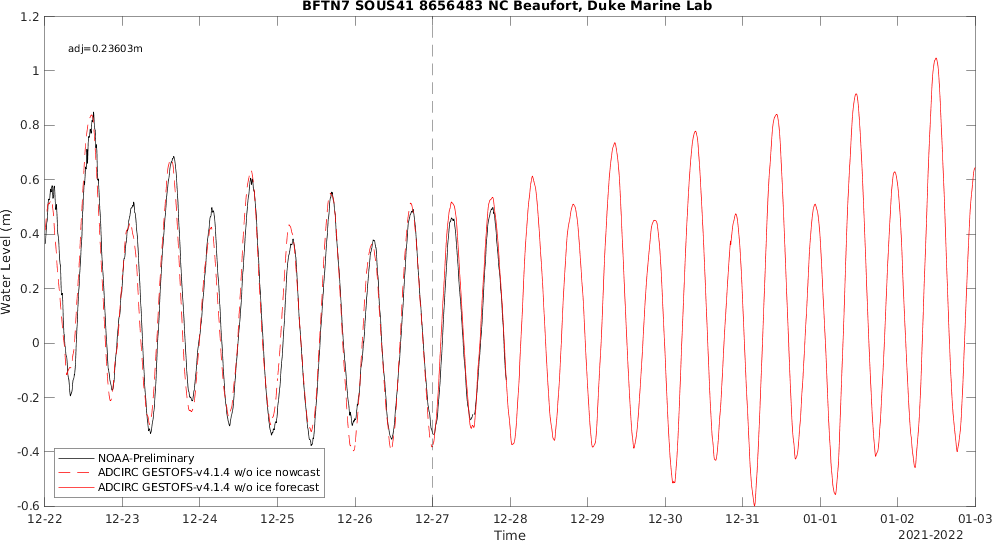 BFTN7 SOUS41 8656483 NC Beaufort, Duke Marine Lab
1.2
adj=0.23603m
1
0.8
0.6
0.4
0.2
0
-0.2
-0.4
-0.6
Water Level (m)
NOAA-Preliminary
ADCIRC GESTOFS-v4.1.4 w/o ice nowcast
ADCIRC GESTOFS-v4.1.4 w/o ice forecast
12-22 12-23 12-24 12-25 12-26 12-27 12-28 12-29 12-30 12-31 01-01 01-02 01-03
Time
2021-2022